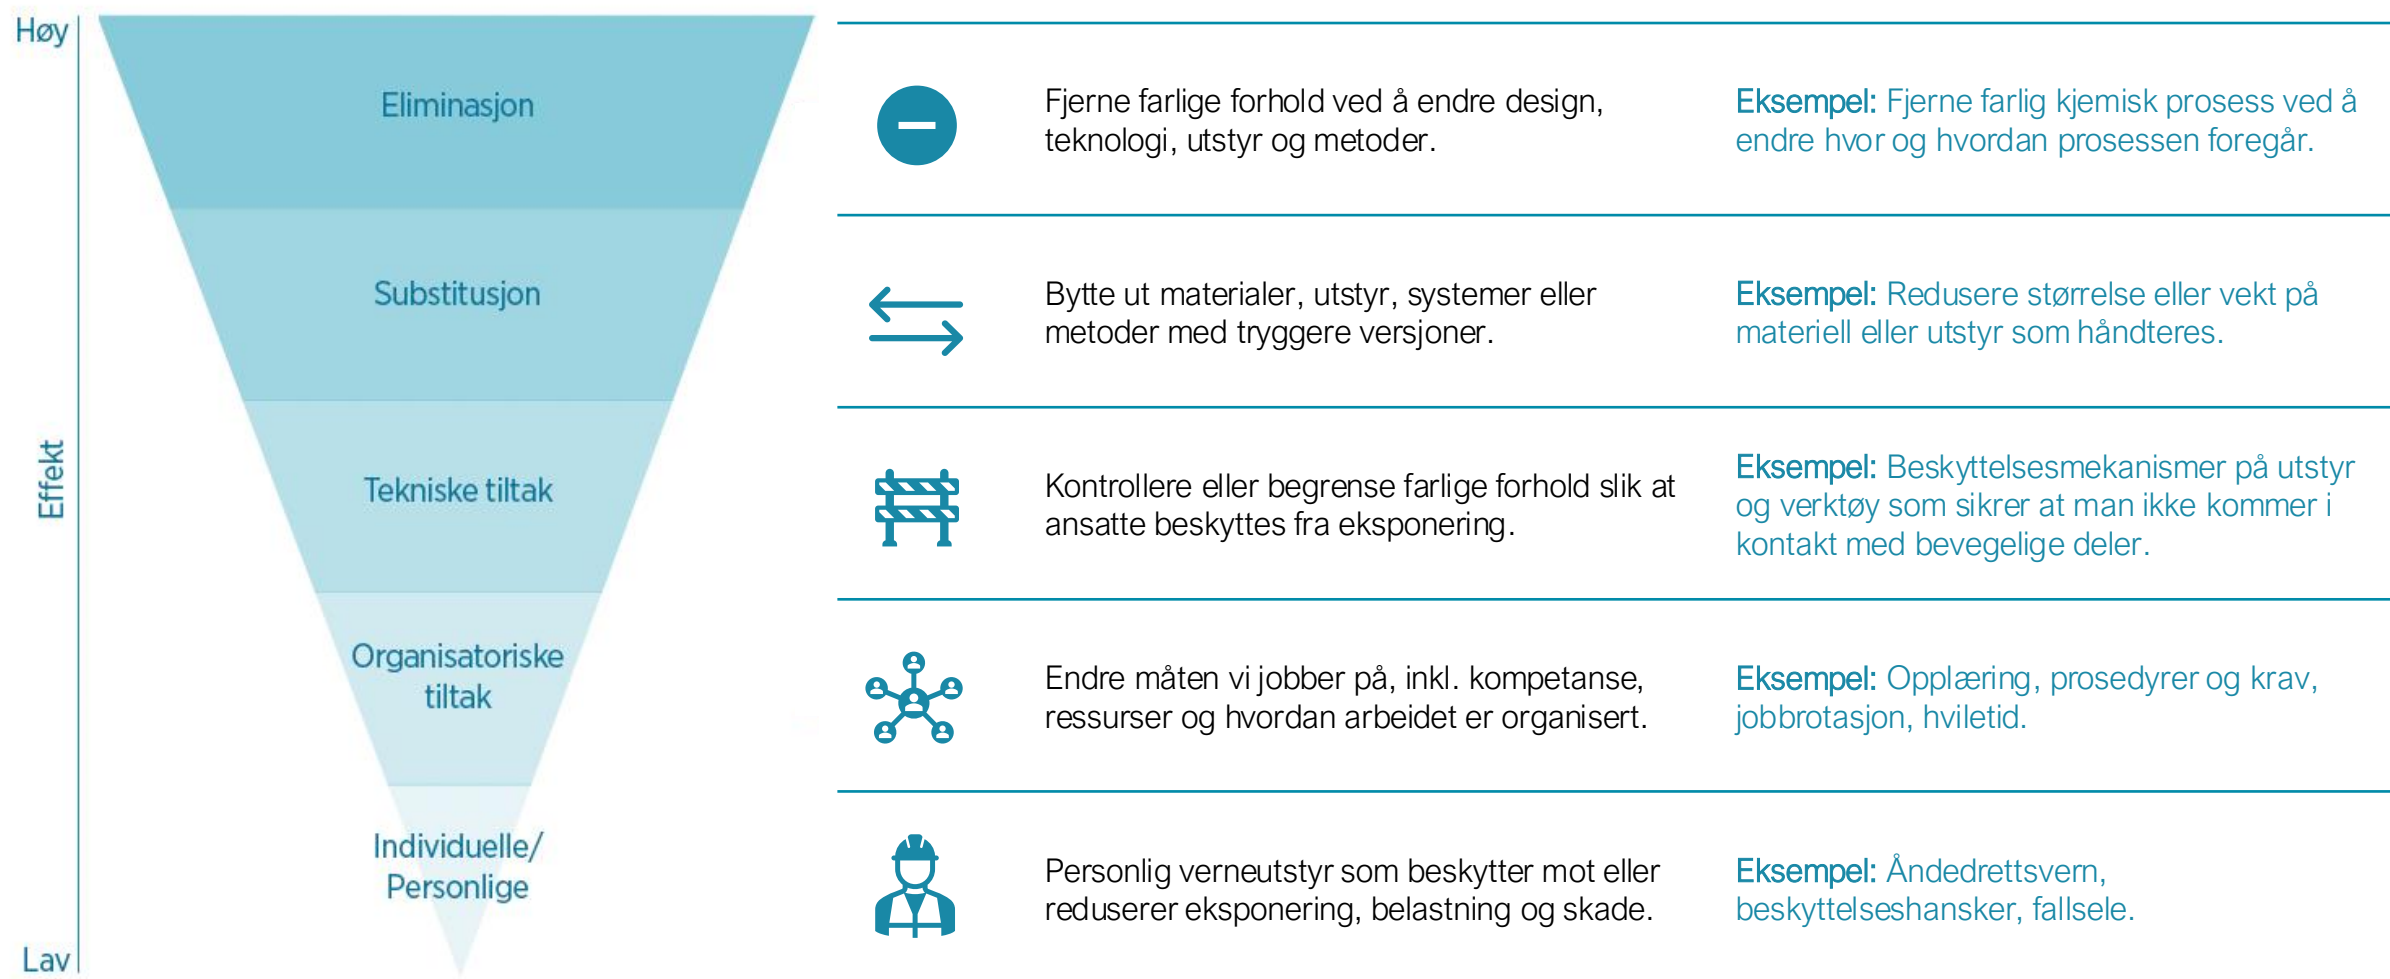 Høy
Eliminasjon
Fjerne farlige forhold ved å endre design,
teknologi, utstyr og metoder.
Eksempel: Fjerne farlig kjemisk prosess ved å
endre hvor og hvordan prosessen foregår.
Substitusjon
Bytte ut materialer, utstyr, systemer eller
metoder med tryggere versjoner.
Eksempel: Redusere størrelse eller vekt på
materiell eller utstyr som håndteres.
Effekt
Tekniske tiltak
Kontrollere eller begrense farlige forhold slik at
ansatte beskyttes fra eksponering.
Eksempel: Beskyttelsesmekanismer på utstyr
og verktøy som sikrer at man ikke kommer i
kontakt med bevegelige deler.
Organisatoriske
tiltak
Endre måten vi jobber på, inkl. kompetanse,
ressurser og hvordan arbeidet er organisert.
Eksempel: Opplæring, prosedyrer og krav,
jobbrotasjon, hviletid.
Individuelle/
Personlige
Personlig verneutstyr som beskytter mot eller
reduserer eksponering, belastning og skade.
Eksempel: Åndedrettsvern,
beskyttelseshansker, fallsele.
Lav